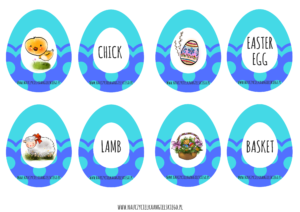 CHICK
EASTER
EGG
LAMB
BASKET
WWW.NAUCZYCIELKAANGIELSKIEGO.PL